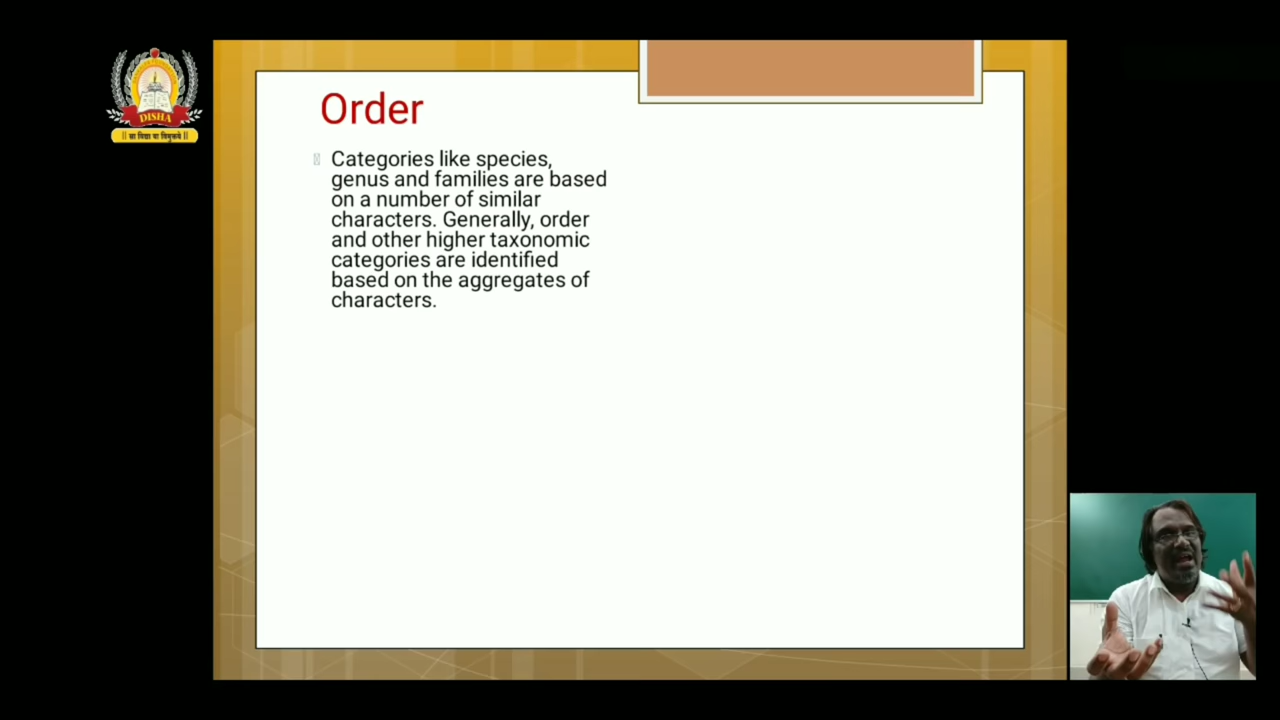 DISHA
|| सा विद्या या विमुक्तये ||
Order
Categories like species,
genus and families are based
on a number of similar
characters. Generally, order
and other higher taxonomic
categories are identified
based on the aggregates of
characters.